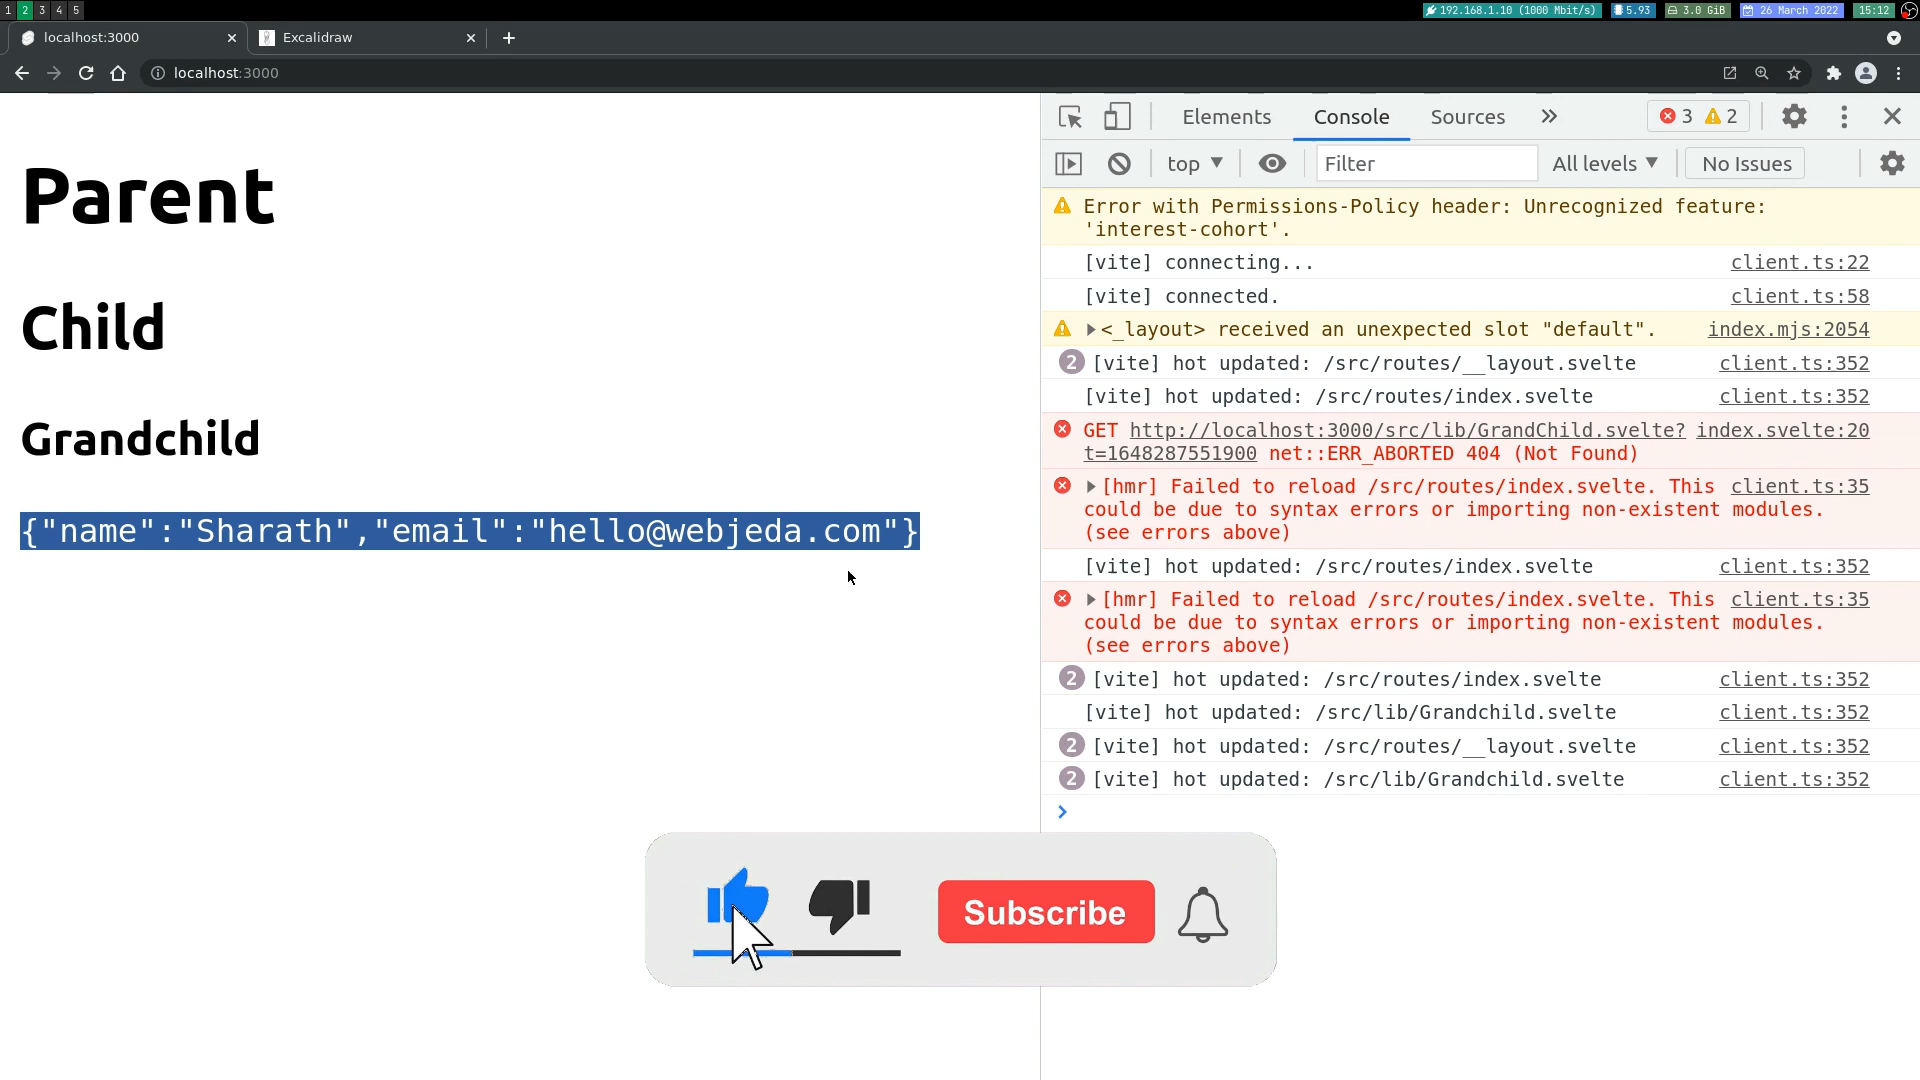 1 2 3 4 5
192.168.1.10 (1000 Mbit/s) 5.93 3.0 GiB 26 March 2022 15:12
localhost:3000 Excalidraw
localhost:3000
Elements Console Sources 3 2
top Filter All levels No Issues
Parent
Child
Grandchild
{"name":"Sharath","email":"hello@webjeda.com"}
Error with Permissions-Policy header: Unrecognized feature:
'interest-cohort'.
[vite] connecting... client.ts:22
[vite] connected. client.ts:58
<_layout> received an unexpected slot "default". index.mjs:2054
2 [vite] hot updated: /src/routes/__layout.svelte client.ts:352
[vite] hot updated: /src/routes/index.svelte client.ts:352
GET http://localhost:3000/src/lib/GrandChild.svelte? index.svelte:20
t=1648287551900 net::ERR_ABORTED 404 (Not Found)
[hmr] Failed to reload /src/routes/index.svelte. This client.ts:35
could be due to syntax errors or importing non-existent modules.
(see errors above)
[vite] hot updated: /src/routes/index.svelte client.ts:352
[hmr] Failed to reload /src/routes/index.svelte. This client.ts:35
could be due to syntax errors or importing non-existent modules.
(see errors above)
2 [vite] hot updated: /src/routes/index.svelte client.ts:352
[vite] hot updated: /src/lib/Grandchild.svelte client.ts:352
2 [vite] hot updated: /src/routes/__layout.svelte client.ts:352
2 [vite] hot updated: /src/lib/Grandchild.svelte client.ts:352
Subscribe